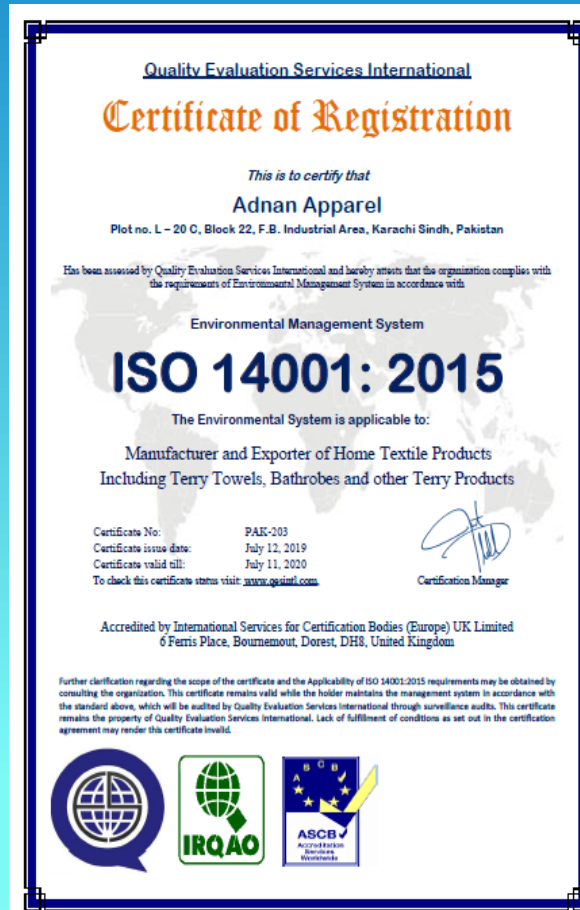 Quality Evaluation Services International
Certificate of Registration
This is to certify that
Adnan Apparel
Plot no. L – 20 C, Block 22, F.B. Industrial Area, Karachi Sindh, Pakistan
Has been assessed by Quality Evaluation Services International and hereby attests that the organization complies with
the requirements of Environmental Management System in accordance with
Environmental Management System
ISO 14001: 2015
The Environmental System is applicable to:
Manufacturer and Exporter of Home Textile Products
Including Terry Towels, Bathrobes and other Terry Products
Certificate No: PAK-203
Certificate issue date: July 12, 2019
Certificate valid till: July 11, 2020
To check this certificate status visit: www.qesintl.com
Certification Manager
Accredited by International Services for Certification Bodies (Europe) UK Limited
6 Ferris Place, Bournemout, Dorest, DH8, United Kingdom
Further clarification regarding the scope of the certificate and the Applicability of ISO 14001:2015 requirements may be obtained by
consulting the organization. This certificate remains valid while the holder maintains the management system in accordance with
the standard above, which will be audited by Quality Evaluation Services International through surveillance audits. This certificate
remains the property of Quality Evaluation Services International. Lack of fulfillment of conditions as set out in the certification
agreement may render this certificate invalid.
IRQAO
A B C B
ASCB
Accreditation
Services
Worldwide